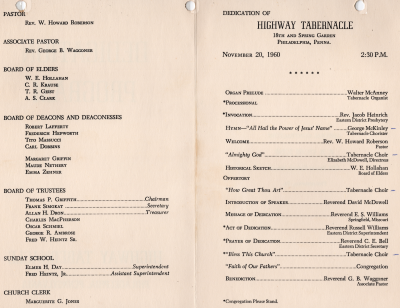 PASTOR
Rev. W. Howard Roberson
ASSOCIATE PASTOR
Rev. George B. Waggoner
BOARD OF ELDERS
W. E. Hollahan
C. R. Krause
T. R. Geist
A. S. Clark
BOARD OF DEACONS AND DEACONESSES
Robert Lafferty
Frederick Hepworth
Tito Mascucci
Carl Dobbins
Margaret Griffin
Maude Netherby
Emma Zehner
BOARD OF TRUSTEES
Thomas P. Griffith Chairman
Frank Simokat Secretary
Allan H. Dron Treasurer
Charles MacPherson
Oscar Schmiel
George R. Ambrose
Fred W. Heintz Sr.
SUNDAY SCHOOL
Elmer H. Day Superintendent
Fred Heintz, Jr. Assistant Superintendent
CHURCH CLERK
Marguerite G. Jones
DEDICATION OF
HIGHWAY TABERNACLE
18th and Spring Garden
Philadelphia, Penna.
November 20, 1960 2:30 P.M.
* * * * * *
Organ Prelude Walter McAnney
Tabernacle Organist
*Processional
*Invocation Rev. Jacob Heinrich
Eastern District Presbytery
Hymn—"All Hail the Power of Jesus' Name" George McKinley
Tabernacle Chorister
Welcome Rev. W. Howard Roberson
Pastor
"Almighty God" Tabernacle Choir
Elizabeth McDowell, Directress
Historical Sketch W. E. Hollahan
Board of Elders
Offertory
"How Great Thou Art" Tabernacle Choir
Introduction of Speaker Reverend David McDowell
Message of Dedication Reverend E. S. Williams
Springfield, Missouri
*Act of Dedication Reverend Russell Williams
Eastern District Superintendent
*Prayer of Dedication Reverend C. E. Bell
Eastern District Secretary
*"Bless This Church" Tabernacle Choir
"Faith of Our Fathers" Congregation
Benediction Reverend G. B. Waggoner
Associate Pastor
*Congregation Please Stand.